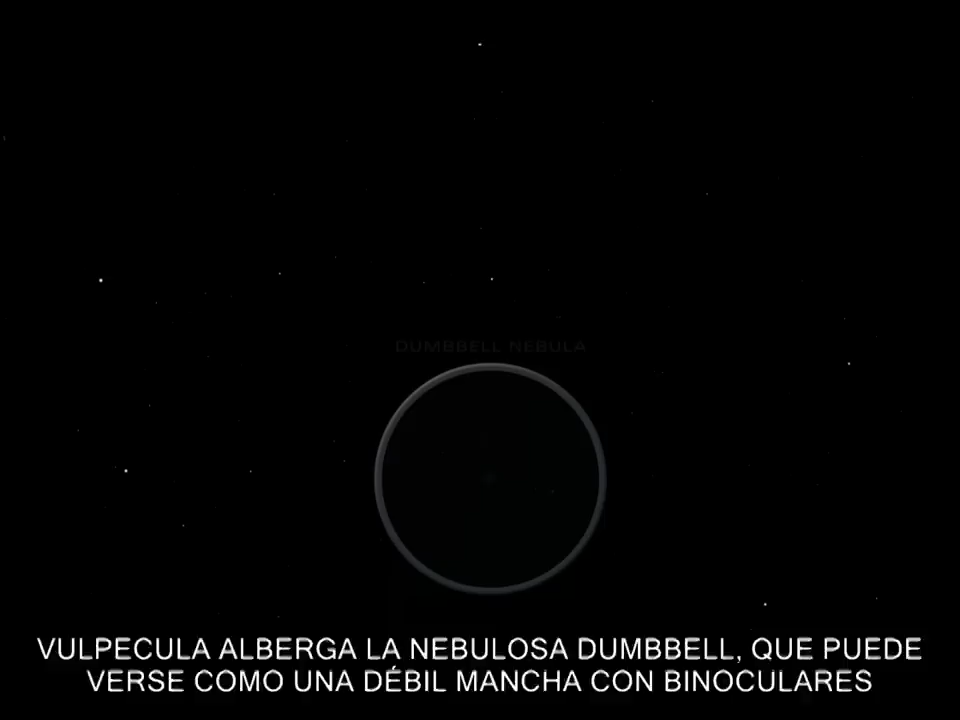 DUMBBELL NEBULA
VULPECULA ALBERGA LA NEBULOSA DUMBBELL, QUE PUEDE
VERSE COMO UNA DÉBIL MANCHA CON BINOCULARES